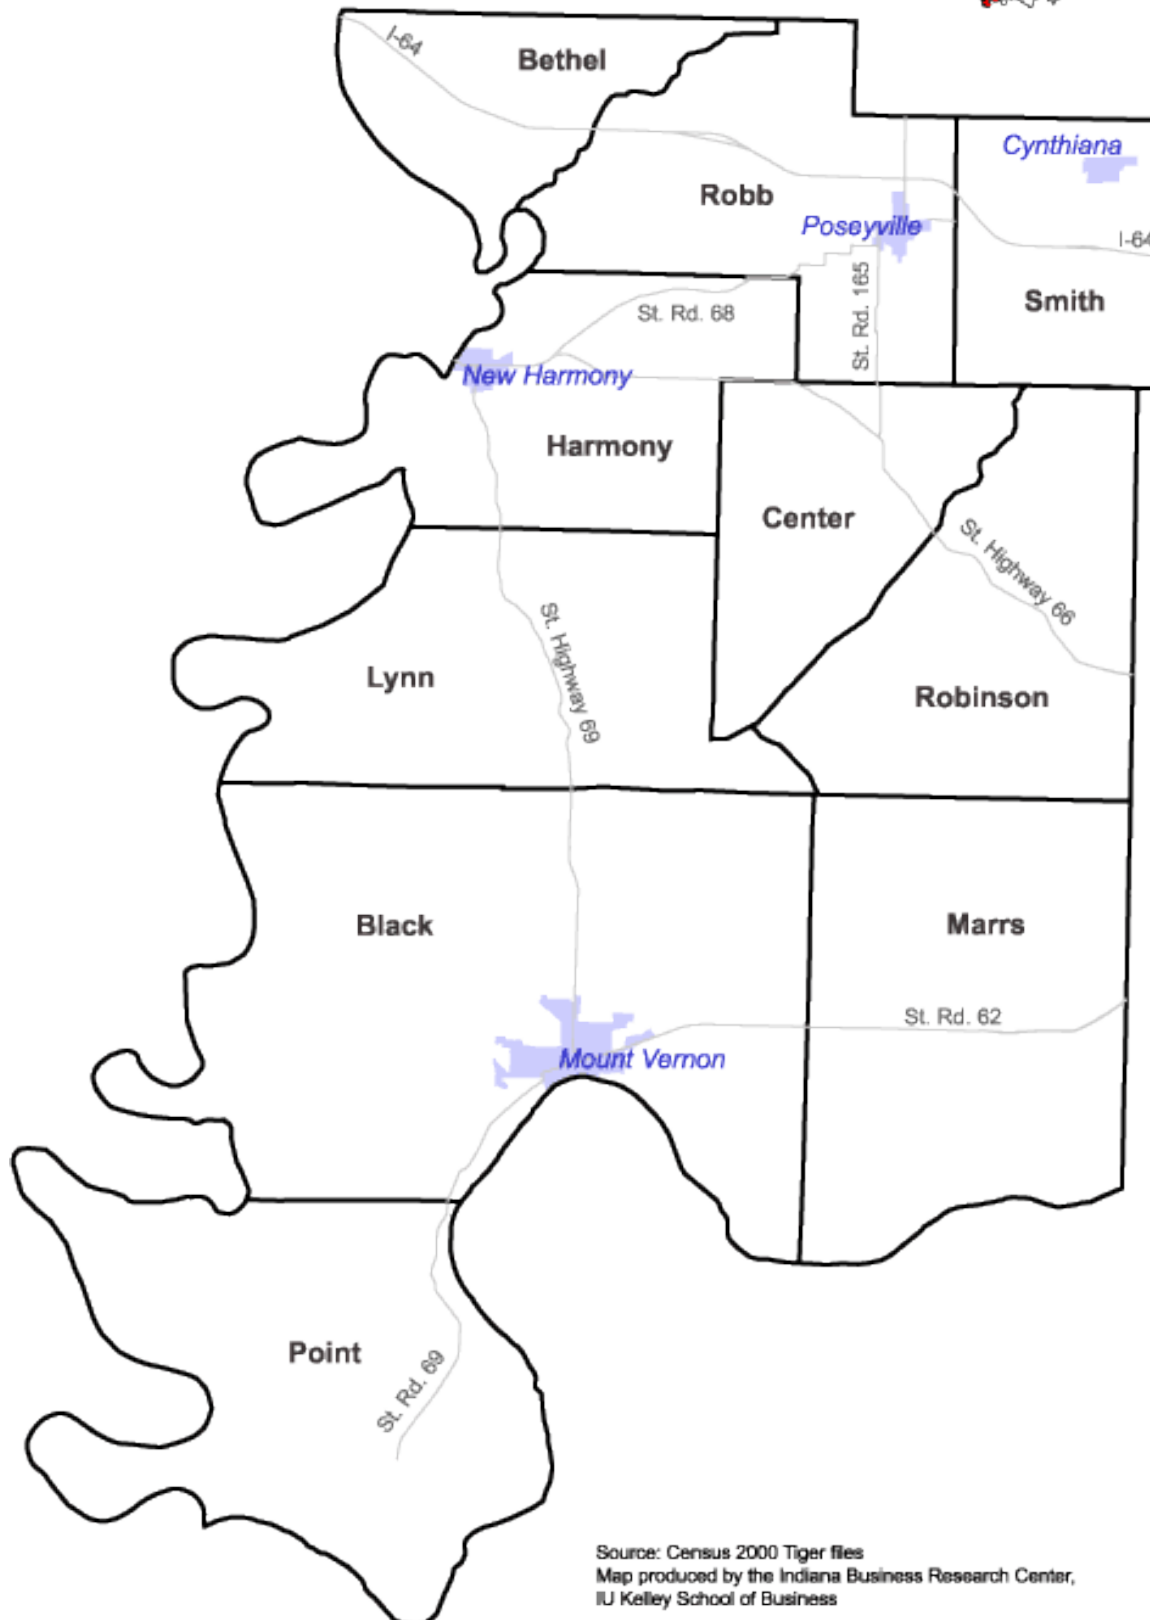 I-64
Bethel
Cynthiana
Robb
Poseyville
I-64
St. Rd. 165
Smith
St. Rd. 68
New Harmony
Harmony
Center
St. Highway 66
St. Highway 69
Lynn
Robinson
Black
Marrs
St. Rd. 62
Mount Vernon
Point
St. Rd. 69
Source: Census 2000 Tiger files
Map produced by the Indiana Business Research Center,
IU Kelley School of Business